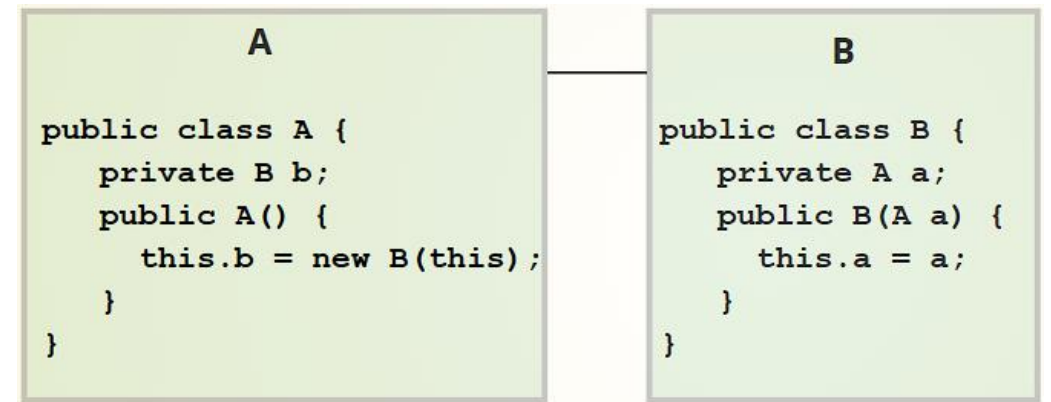 A
public class A {
private B b;
public A() {
this.b = new B(this);
}
}
B
public class B {
private A a;
public B(A a) {
this.a = a;
}
}